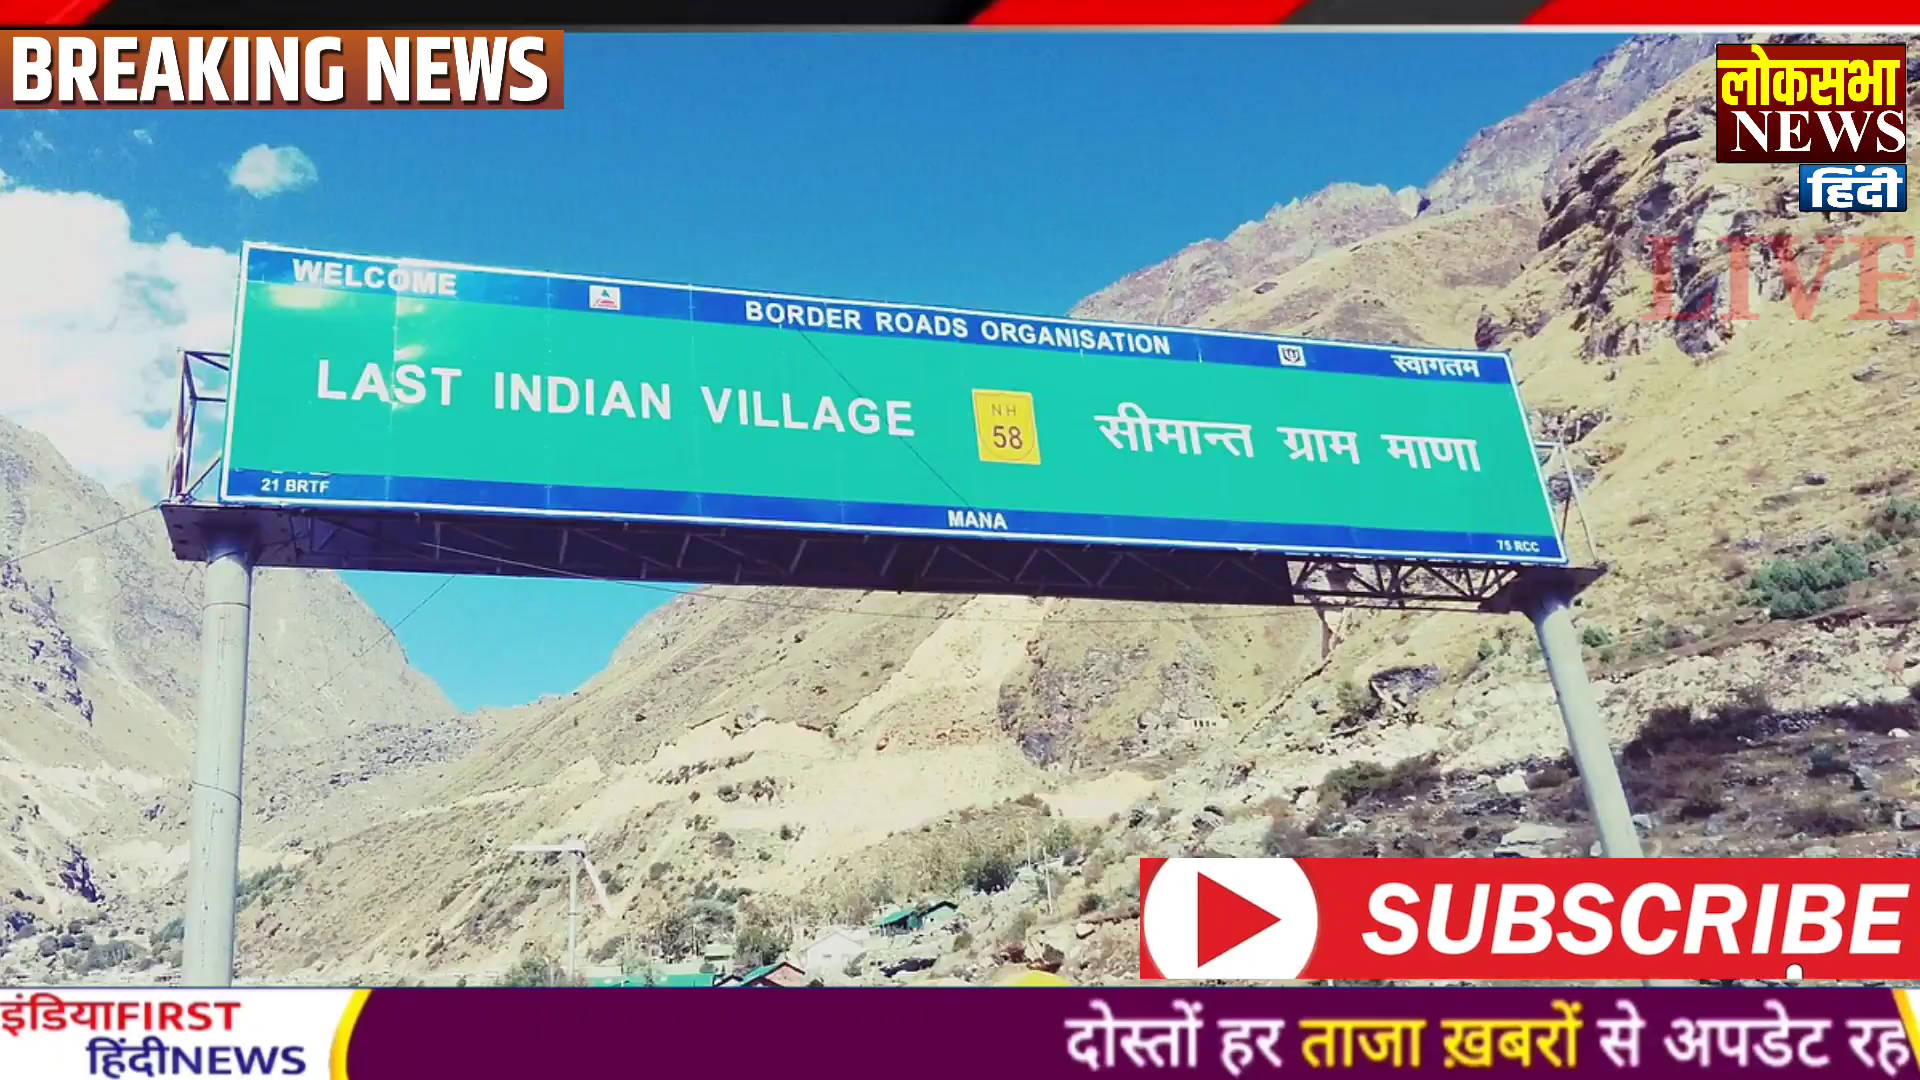 BREAKING NEWS
लोकसभा
NEWS
हिंदी
LIVE
WELCOME
BORDER ROADS ORGANISATION
स्वागतम
LAST INDIAN VILLAGE
NH
58
सीमान्त ग्राम माणा
21 BRTF
MANA
75 RCC
SUBSCRIBE
इंडियाFIRST
हिंदीNEWS
दोस्तों हर ताजा ख़बरों से अपडेट रह